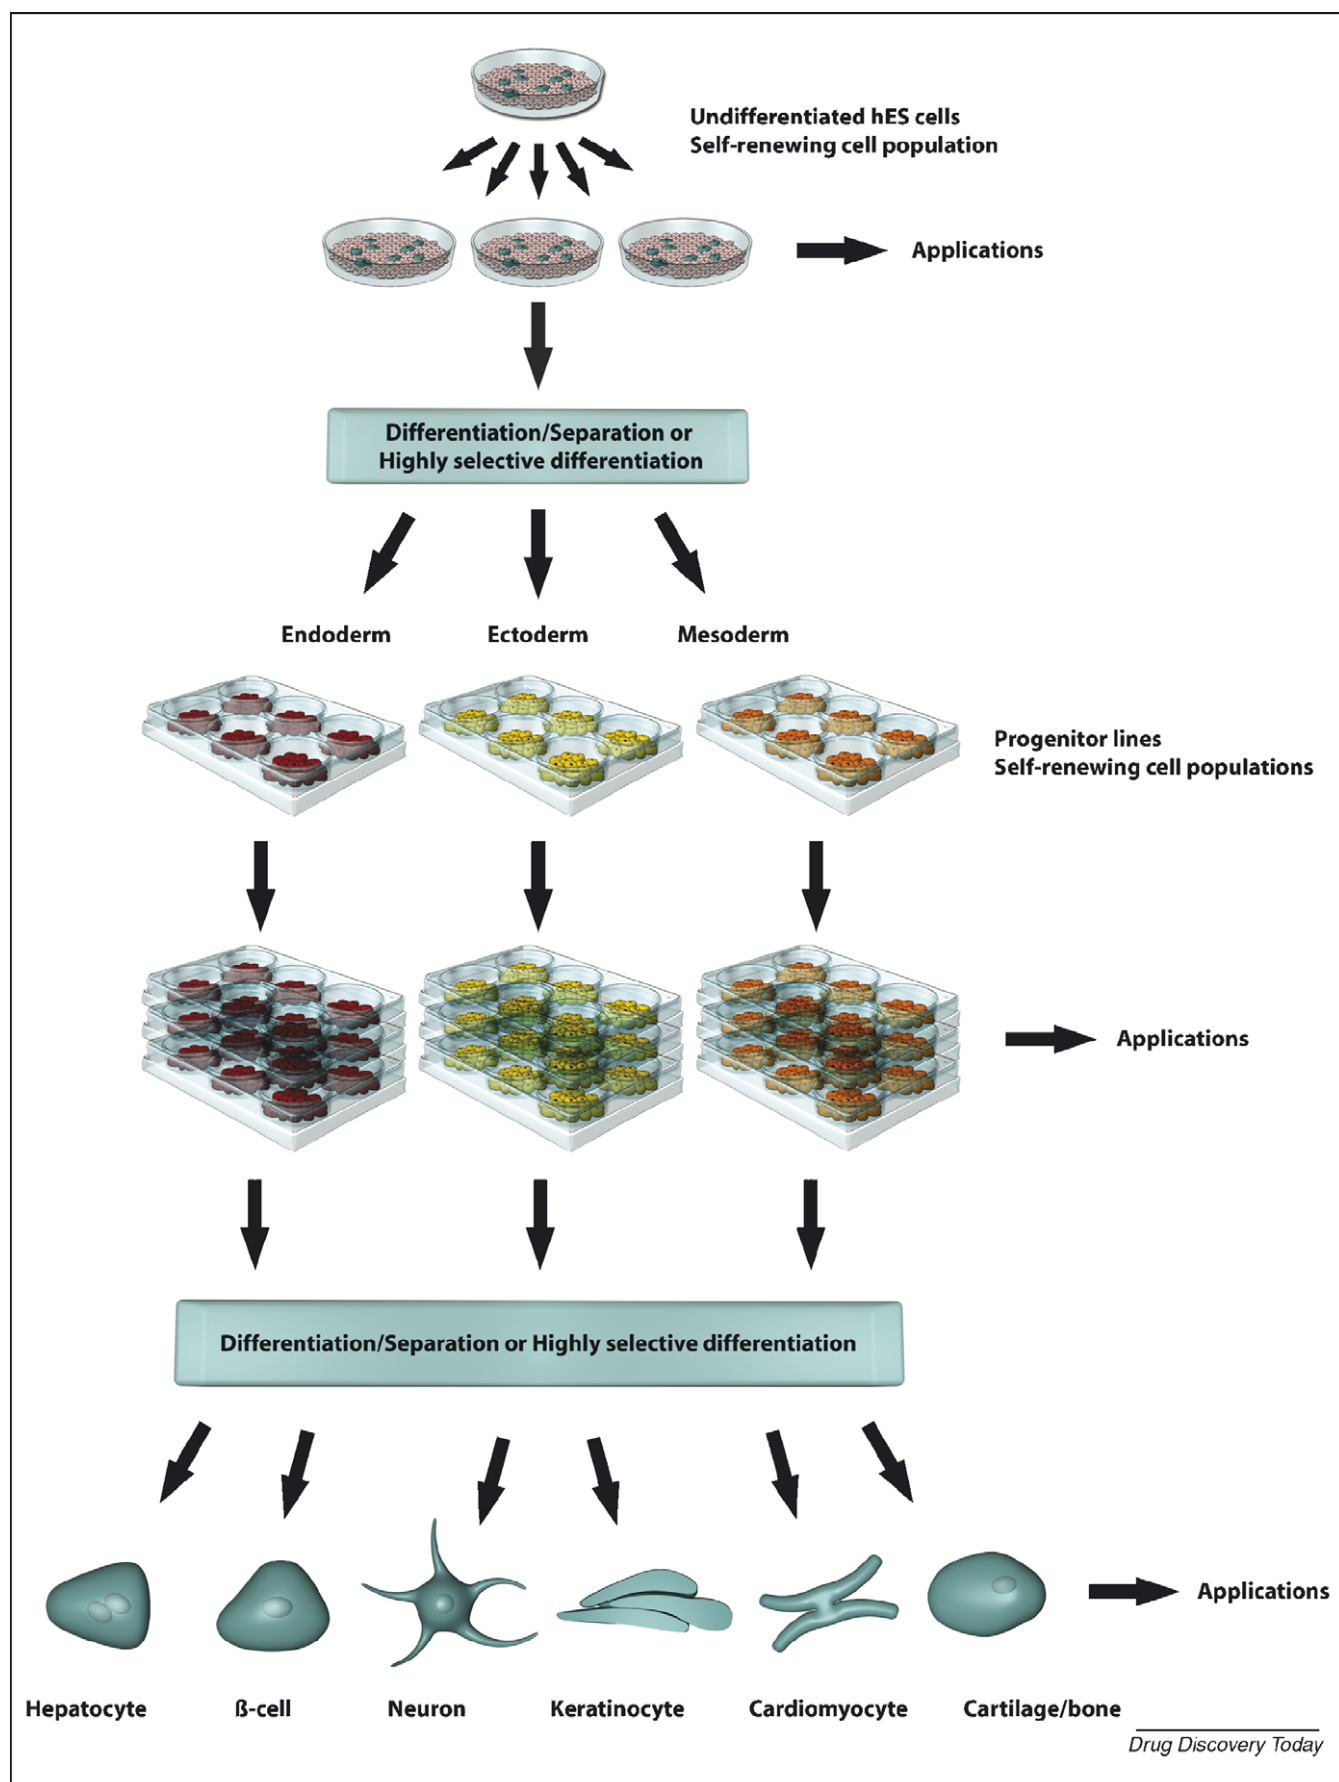 Undifferentiated hES cells
Self-renewing cell population
Applications
Differentiation/Separation or
Highly selective differentiation
Endoderm
Ectoderm
Mesoderm
Progenitor lines
Self-renewing cell populations
Applications
Differentiation/Separation or Highly selective differentiation
Applications
Hepatocyte
ß-cell
Neuron
Keratinocyte
Cardiomyocyte
Cartilage/bone
Drug Discovery Today